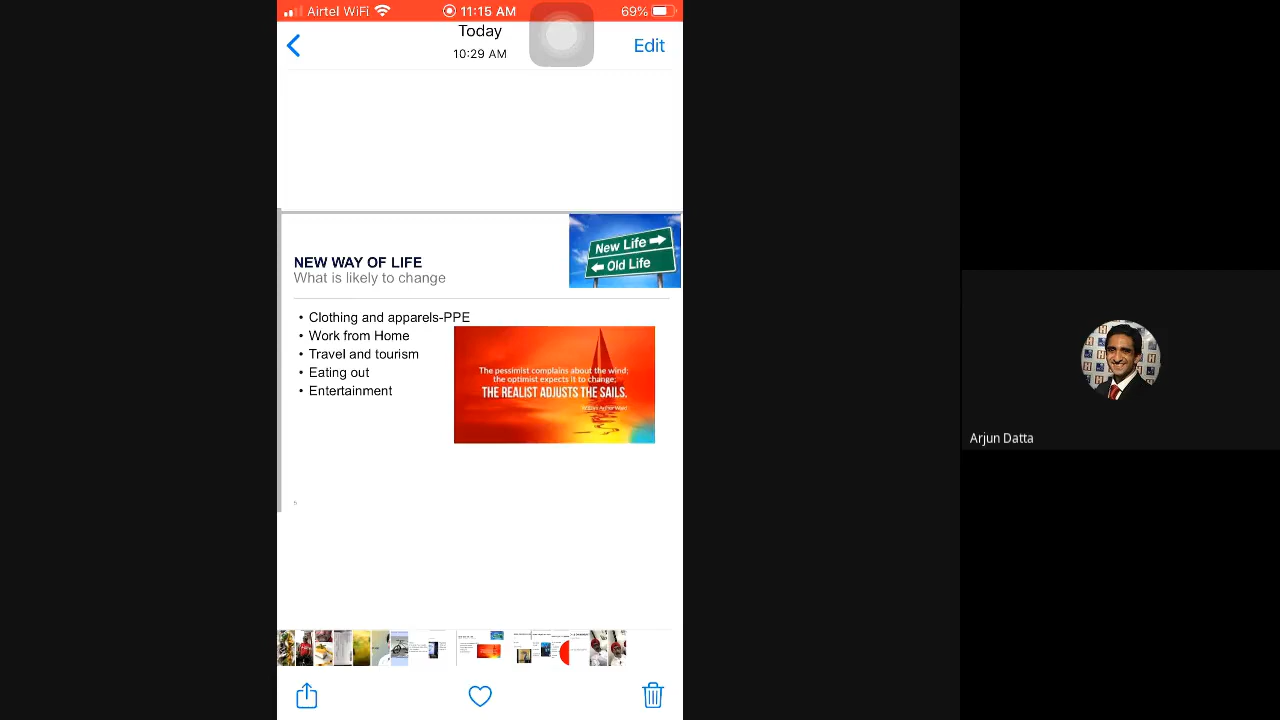 Airtel WiFi
11:15 AM
69%
Today
10:29 AM
Edit
New Life
Old Life
NEW WAY OF LIFE
What is likely to change
• Clothing and apparels-PPE
• Work from Home
• Travel and tourism
• Eating out
• Entertainment
The pessimist complains about the wind;
the optimist expects it to change;
THE REALIST ADJUSTS THE SAILS.
5
Arjun Datta